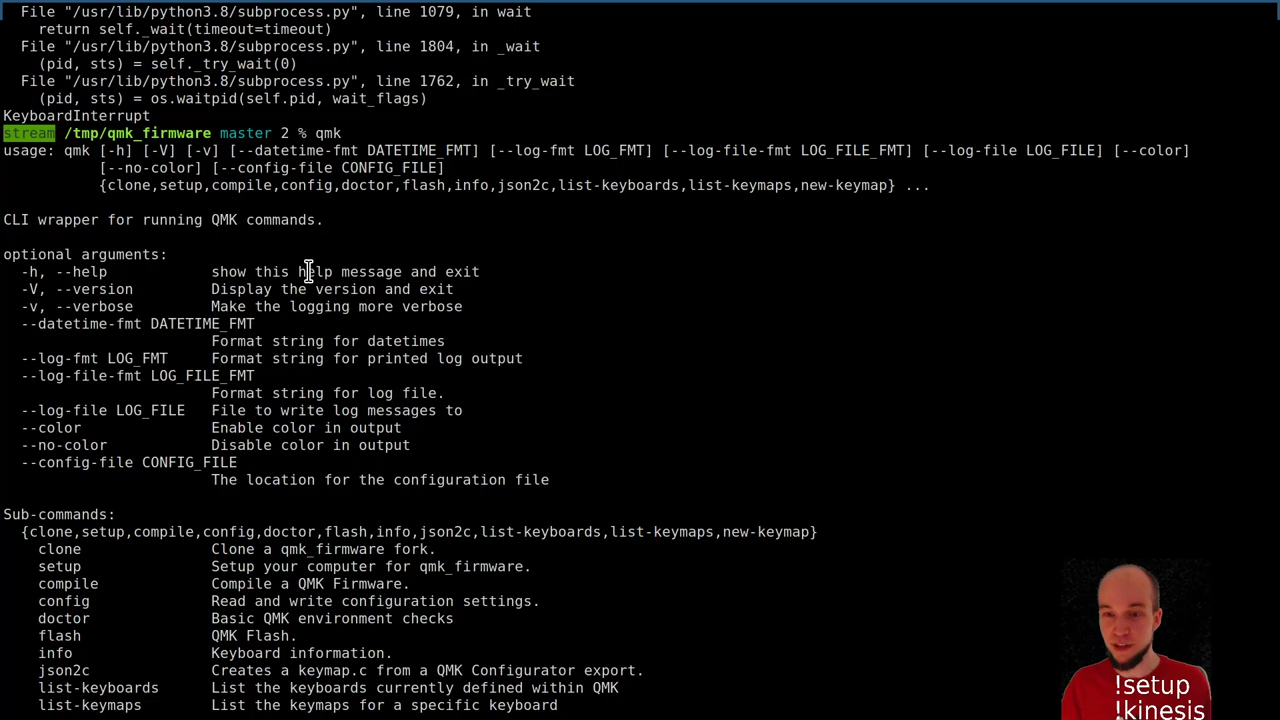 File "/usr/lib/python3.8/subprocess.py", line 1079, in wait
return self._wait(timeout=timeout)
File "/usr/lib/python3.8/subprocess.py", line 1804, in _wait
(pid, sts) = self._try_wait(0)
File "/usr/lib/python3.8/subprocess.py", line 1762, in _try_wait
(pid, sts) = os.waitpid(self.pid, wait_flags)
KeyboardInterrupt
stream /tmp/qmk_firmware master 2 % qmk
usage: qmk [-h] [-V] [-v] [--datetime-fmt DATETIME_FMT] [--log-fmt LOG_FMT] [--log-file-fmt LOG_FILE_FMT] [--log-file LOG_FILE] [--color]
[--no-color] [--config-file CONFIG_FILE]
{clone,setup,compile,config,doctor,flash,info,json2c,list-keyboards,list-keymaps,new-keymap} ...
CLI wrapper for running QMK commands.
optional arguments:
-h, --help show this help message and exit
-V, --version Display the version and exit
-v, --verbose Make the logging more verbose
--datetime-fmt DATETIME_FMT
Format string for datetimes
--log-fmt LOG_FMT Format string for printed log output
--log-file-fmt LOG_FILE_FMT
Format string for log file.
--log-file LOG_FILE File to write log messages to
--color Enable color in output
--no-color Disable color in output
--config-file CONFIG_FILE
The location for the configuration file
Sub-commands:
{clone,setup,compile,config,doctor,flash,info,json2c,list-keyboards,list-keymaps,new-keymap}
clone Clone a qmk_firmware fork.
setup Setup your computer for qmk_firmware.
compile Compile a QMK Firmware.
config Read and write configuration settings.
doctor Basic QMK environment checks
flash QMK Flash.
info Keyboard information.
json2c Creates a keymap.c from a QMK Configurator export.
list-keyboards List the keyboards currently defined within QMK
list-keymaps List the keymaps for a specific keyboard
!setup
!kinesis